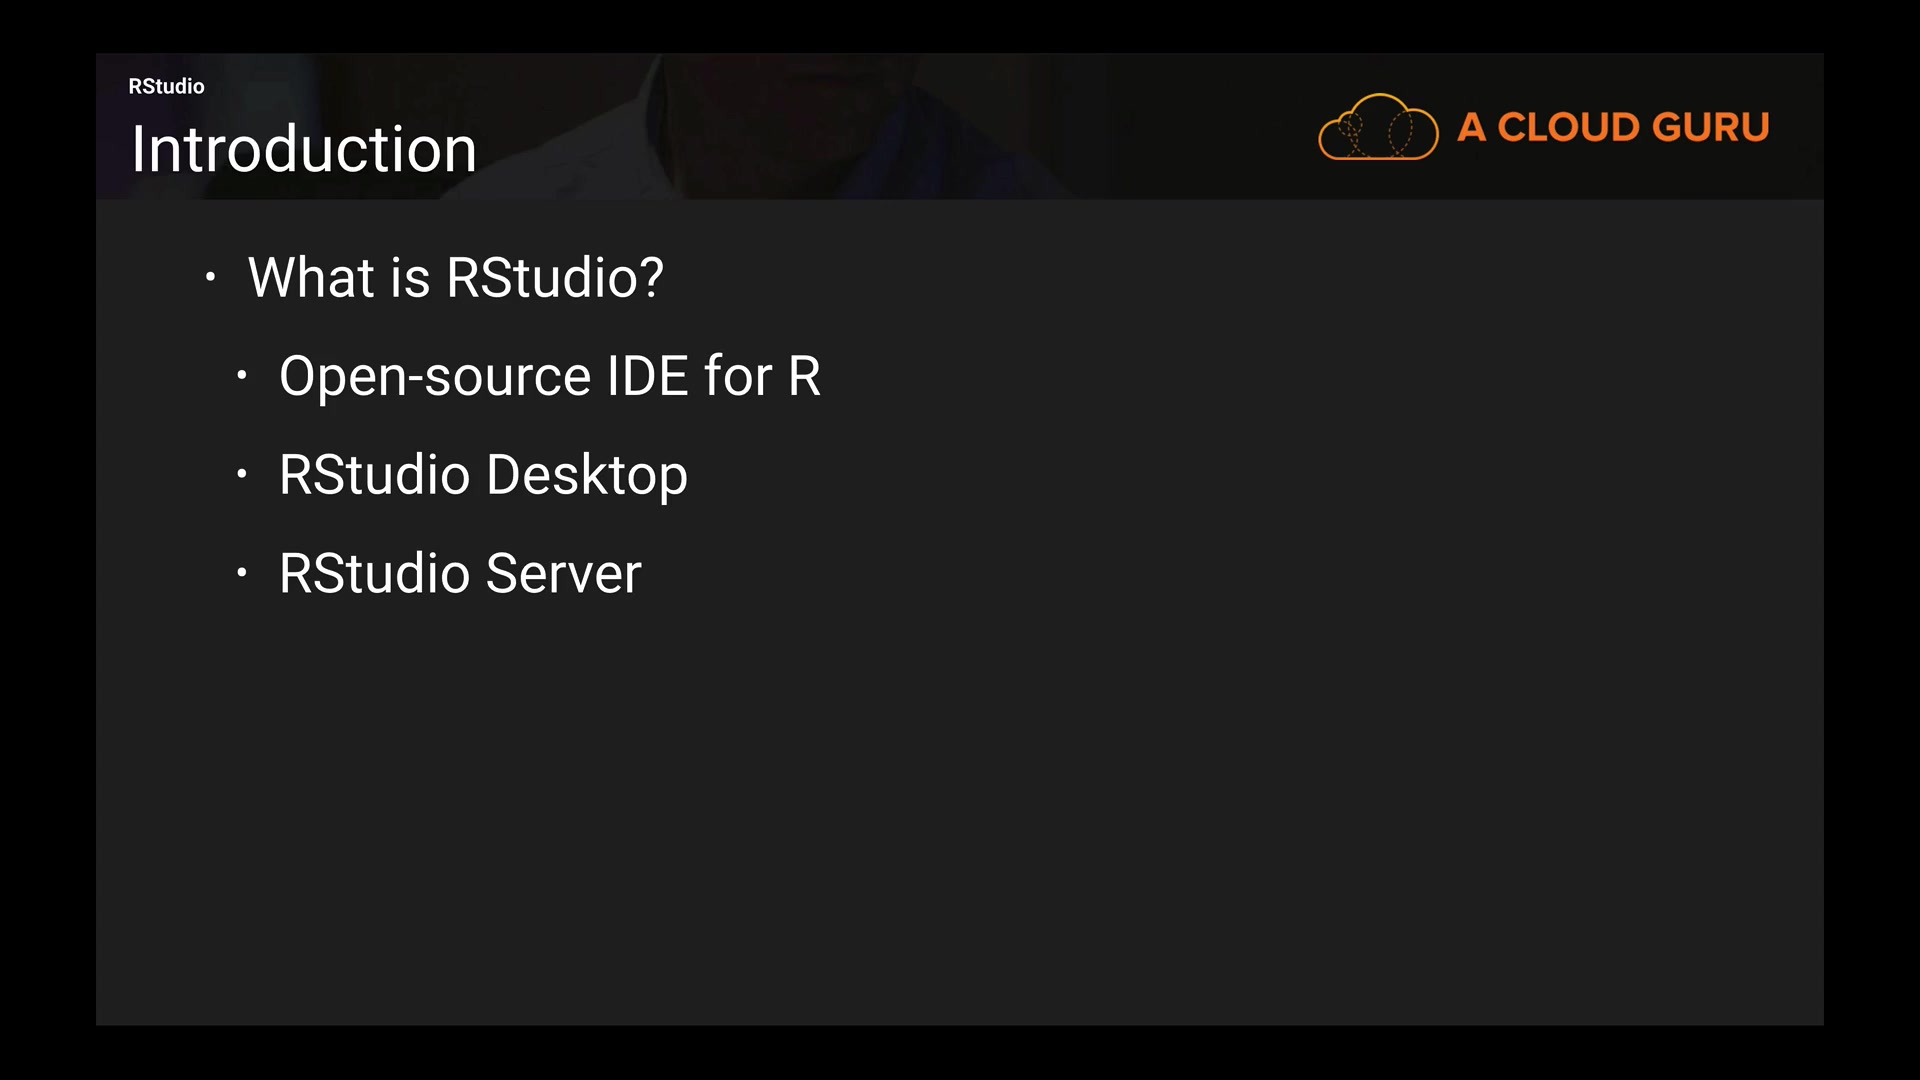 RStudio
Introduction
A CLOUD GURU
• What is RStudio?
• Open-source IDE for R
• RStudio Desktop
• RStudio Server